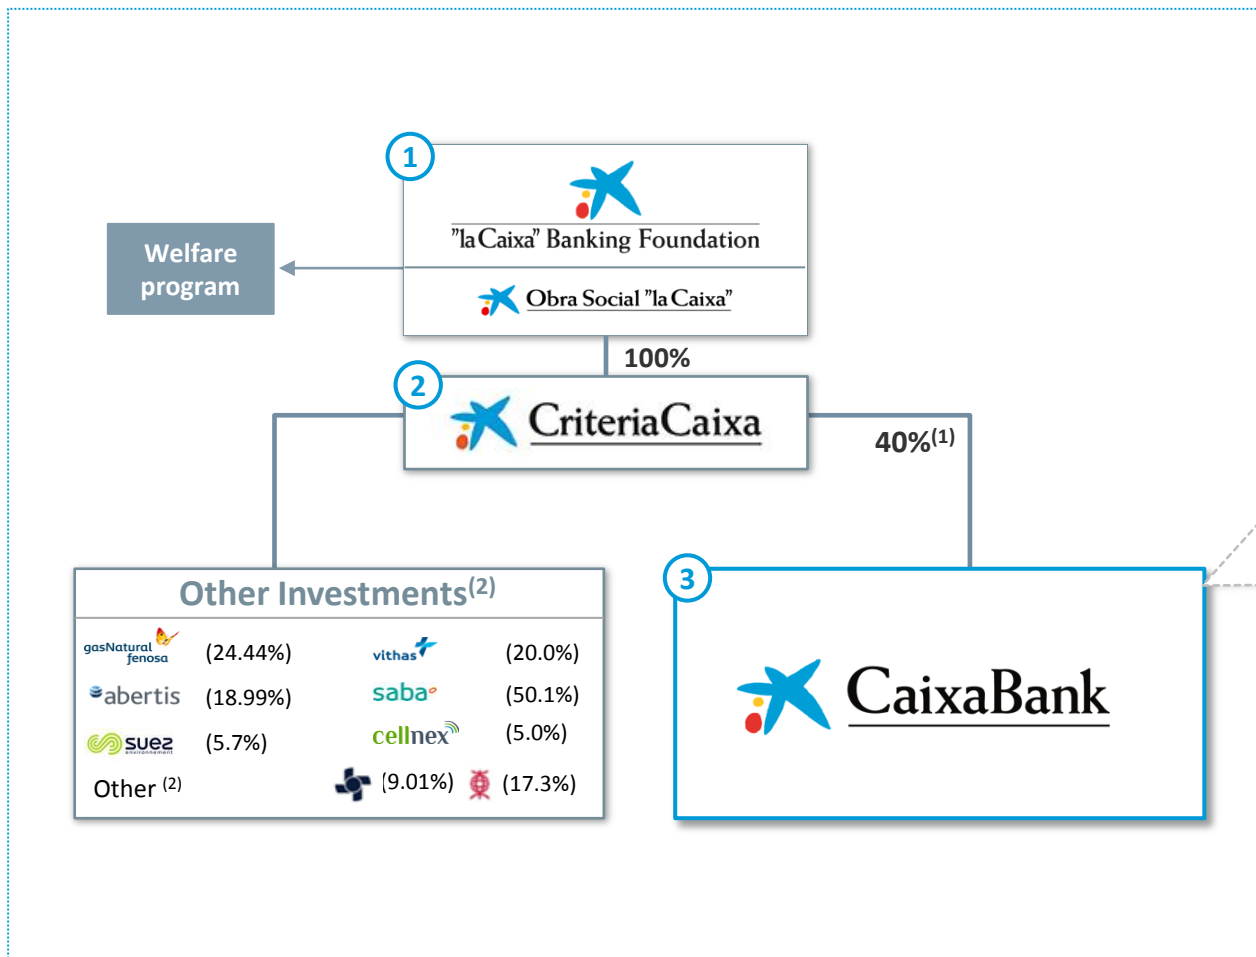 1
"la Caixa" Banking Foundation
Welfare
program
Obra Social "la Caixa"
100%
2
CriteriaCaixa
40%(1)
Other Investments(2)
gasNatural
fenosa
(24.44%)
vithas
(20.0%)
abertis
(18.99%)
saba
(50.1%)
suez
environnement
(5.7%)
cellnex
(5.0%)
Other (2)
(9.01%)
(17.3%)
3
CaixaBank